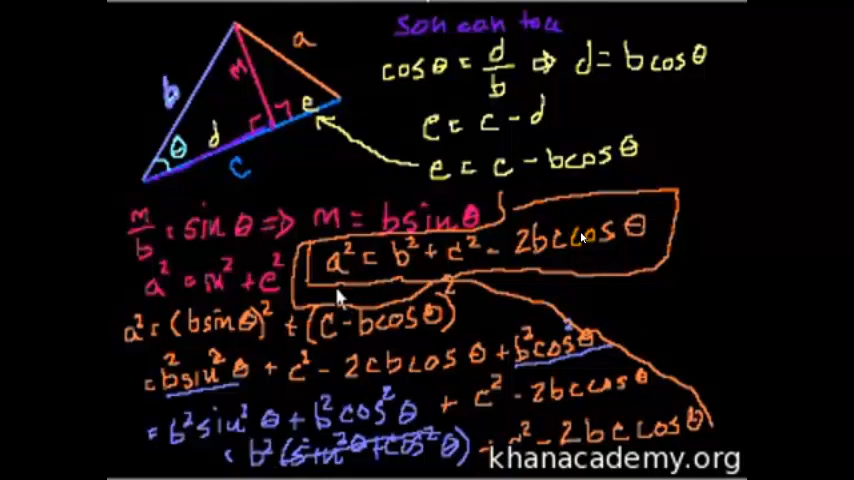 soh cah toa
a
cos θ = d/b ⇒ d = b cos θ
m
b
e
e = c - d
d
θ
c
e = c - b cos θ
m/b = sin θ ⇒ m = b sin θ
a² = b² + c² - 2bc cos θ
a² = m² + e²
a² = (b sin θ)² + (c - b cos θ)²
= b² sin² θ + c² - 2cb cos θ + b² cos² θ
= b² sin² θ + b² cos² θ + c² - 2bc cos θ
= b² (sin² θ + cos² θ) + c² - 2bc cos θ
khanacademy.org